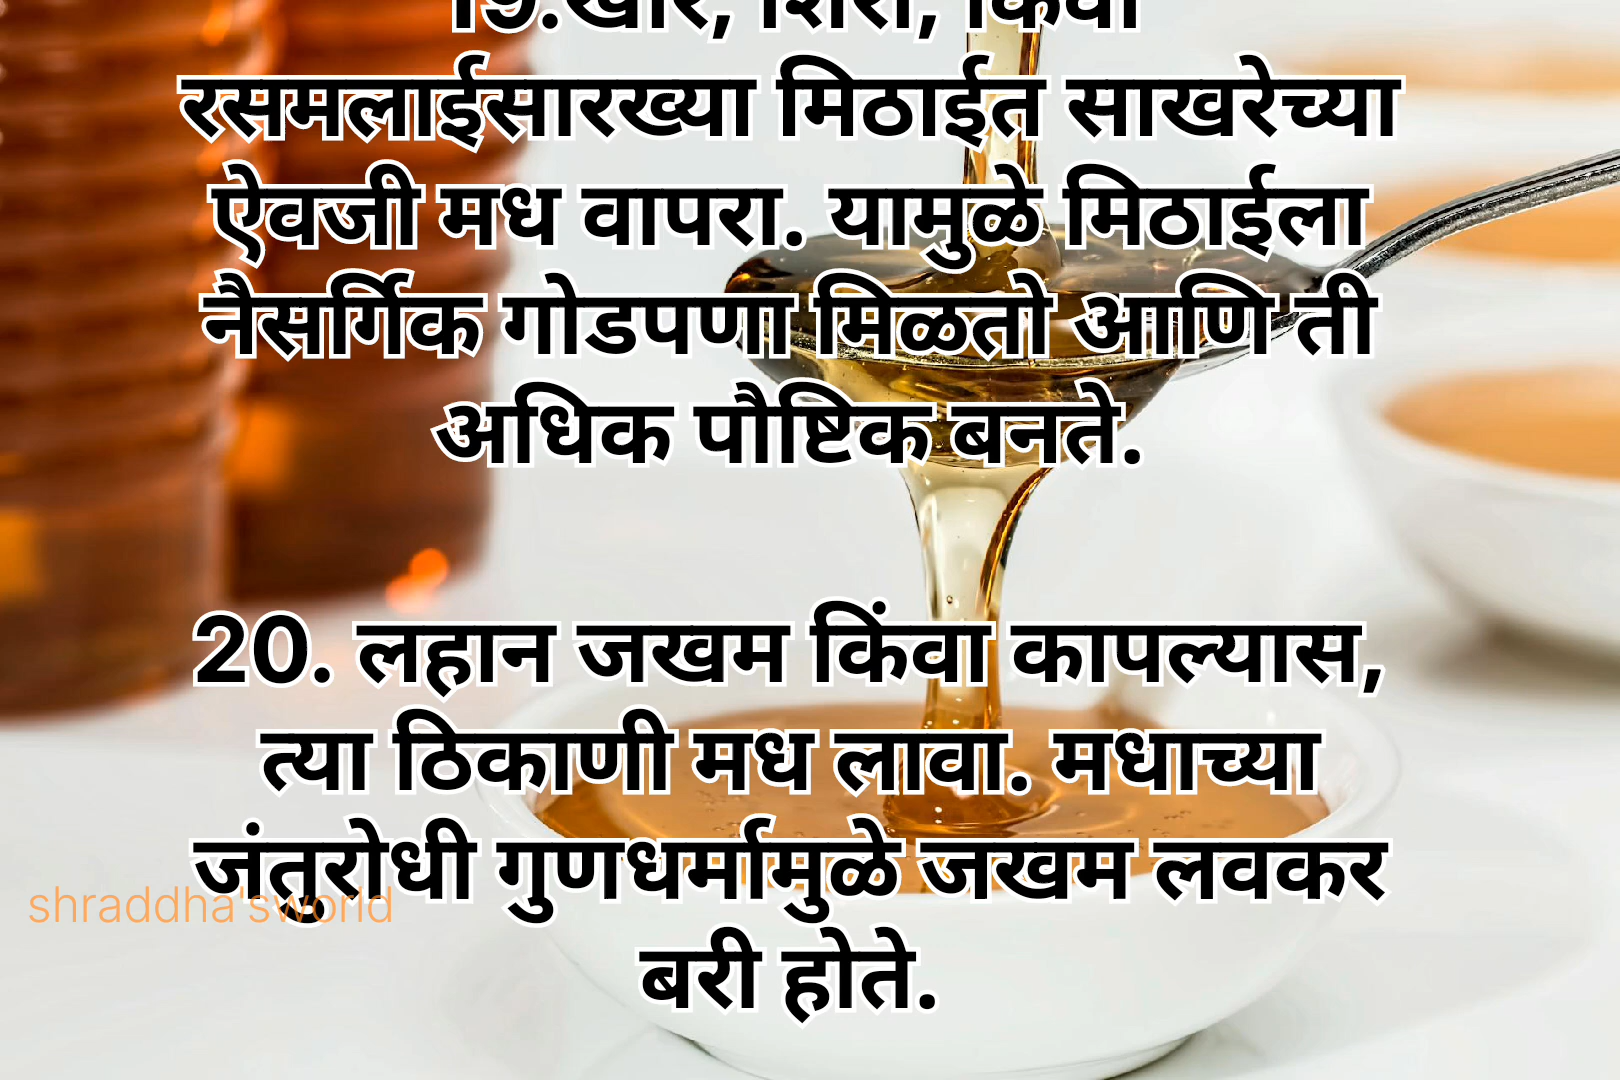 19.खीर, शिरा, किंवा
रसमलाईसारख्या मिठाईत साखरेच्या
ऐवजी मध वापरा. यामुळे मिठाईला
नैसर्गिक गोडपणा मिळतो आणि ती
अधिक पौष्टिक बनते.
20. लहान जखम किंवा कापल्यास,
त्या ठिकाणी मध लावा. मधाच्या
जंतुरोधी गुणधर्मामुळे जखम लवकर
बरी होते.
shraddha'sworld